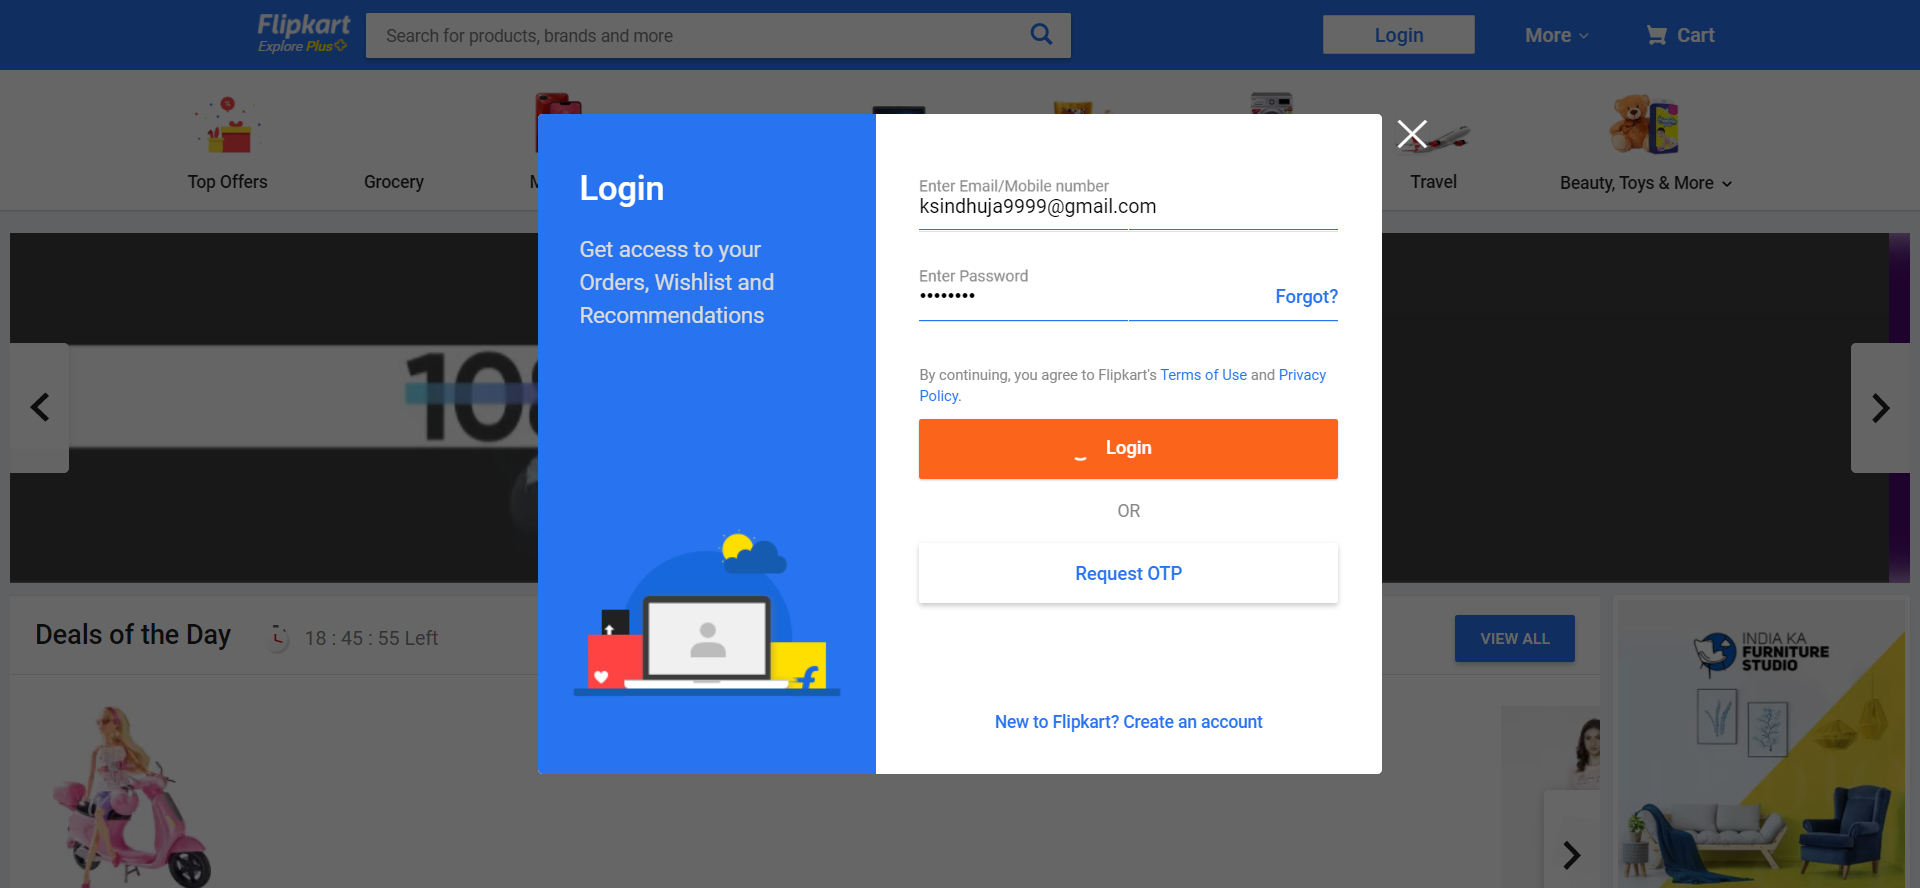 Flipkart
Explore Plus
Search for products, brands and more
Login
More
Cart
Top Offers
Grocery
M
Travel
Beauty, Toys & More
Login
Get access to your
Orders, Wishlist and
Recommendations
Enter Email/Mobile number
ksindhuja9999@gmail.com
Enter Password
••••••••
Forgot?
By continuing, you agree to Flipkart's Terms of Use and Privacy
Policy.
Login
OR
Request OTP
New to Flipkart? Create an account
108
Deals of the Day
18 : 45 : 55 Left
VIEW ALL
INDIA KA
FURNITURE
STUDIO